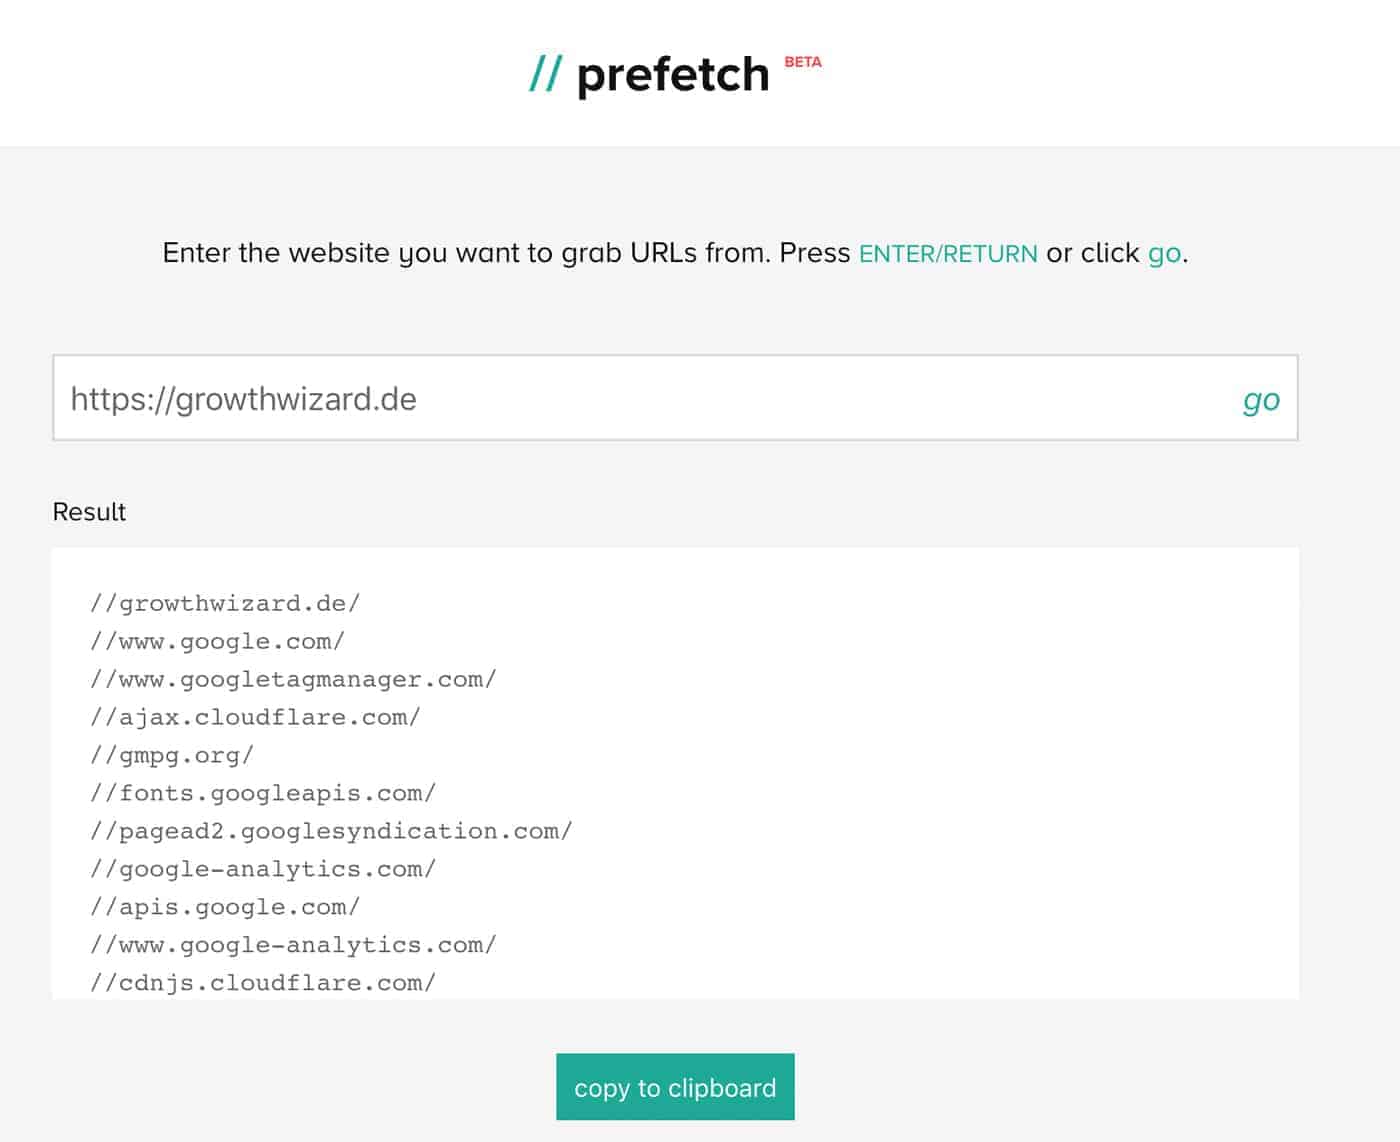 // prefetch BETA
Enter the website you want to grab URLs from. Press ENTER/RETURN or click go.
https://growthwizard.de go
Result
//growthwizard.de/
//www.google.com/
//www.googletagmanager.com/
//ajax.cloudflare.com/
//gmpg.org/
//fonts.googleapis.com/
//pagead2.googlesyndication.com/
//google-analytics.com/
//apis.google.com/
//www.google-analytics.com/
//cdnjs.cloudflare.com/
copy to clipboard